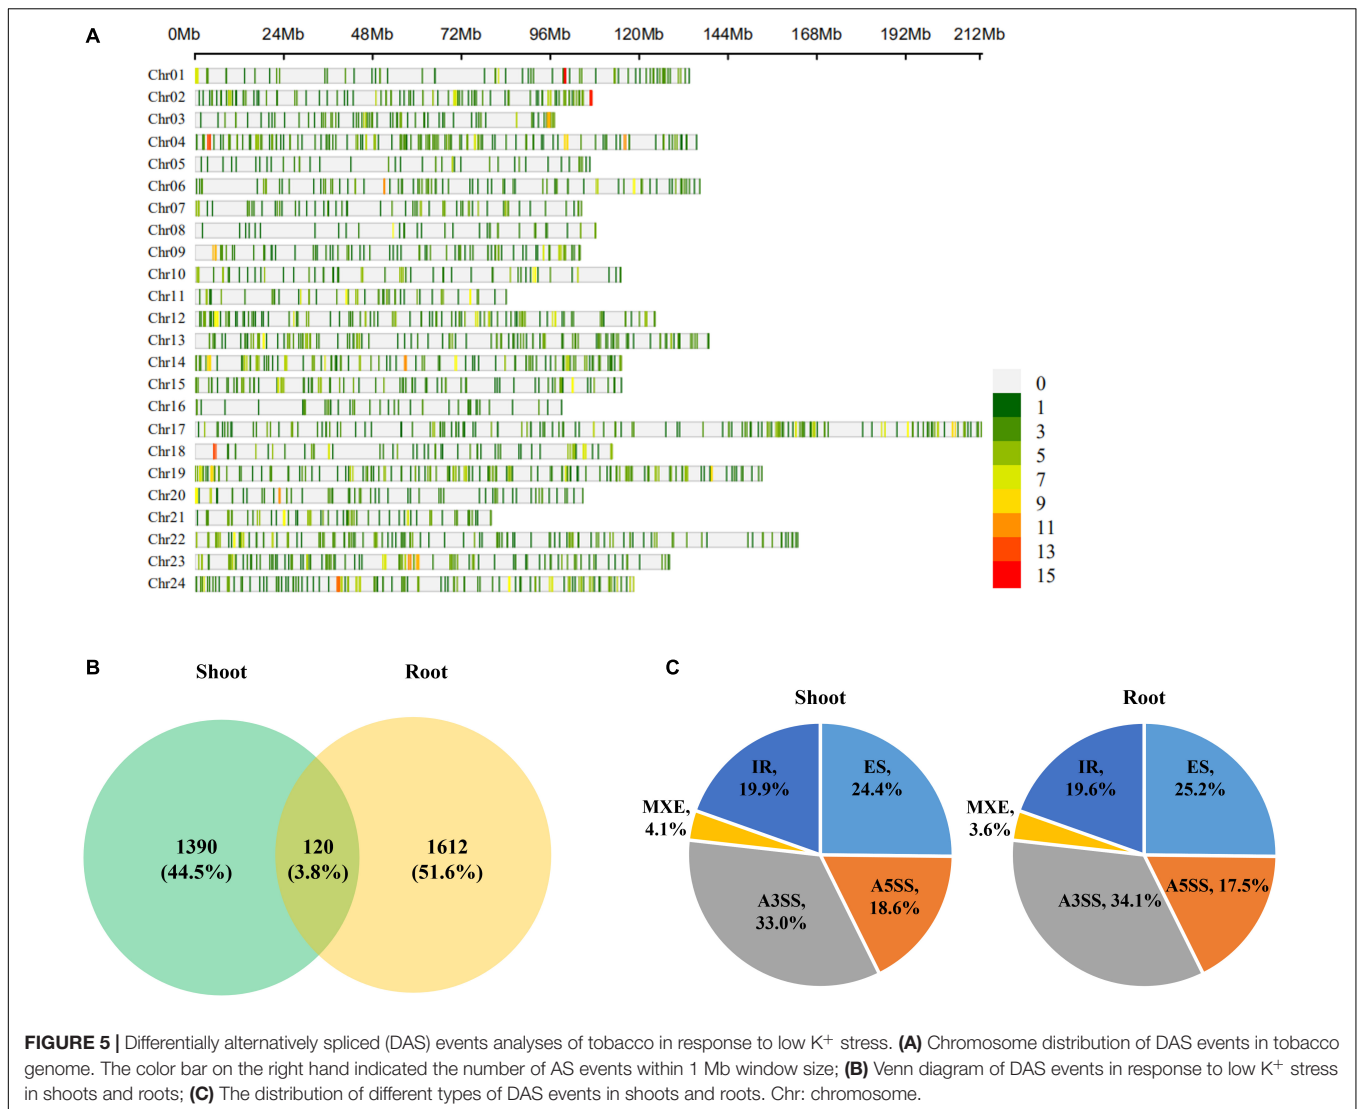 A
0Mb 24Mb 48Mb 72Mb 96Mb 120Mb 144Mb 168Mb 192Mb 212Mb
Chr01
Chr02
Chr03
Chr04
Chr05
Chr06
Chr07
Chr08
Chr09
Chr10
Chr11
Chr12
Chr13
Chr14
Chr15
Chr16
Chr17
Chr18
Chr19
Chr20
Chr21
Chr22
Chr23
Chr24
0
1
3
5
7
9
11
13
15
B
Shoot Root
1390
(44.5%)
120
(3.8%)
1612
(51.6%)
C
Shoot
IR,
19.9%
ES,
24.4%
MXE,
4.1%
A5SS,
18.6%
A3SS,
33.0%
Root
IR,
19.6%
ES,
25.2%
MXE,
3.6%
A5SS, 17.5%
A3SS, 34.1%
FIGURE 5 | Differentially alternatively spliced (DAS) events analyses of tobacco in response to low K+ stress. (A) Chromosome distribution of DAS events in tobacco
genome. The color bar on the right hand indicated the number of AS events within 1 Mb window size; (B) Venn diagram of DAS events in response to low K+ stress
in shoots and roots; (C) The distribution of different types of DAS events in shoots and roots. Chr: chromosome.